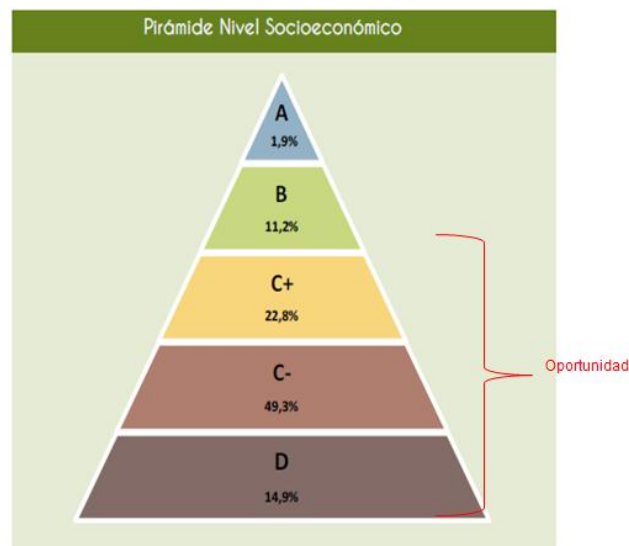 Pirámide Nivel Socioeconómico
A
1,9%
B
11,2%
C+
22,8%
C-
49,3%
Oportunidad
D
14,9%